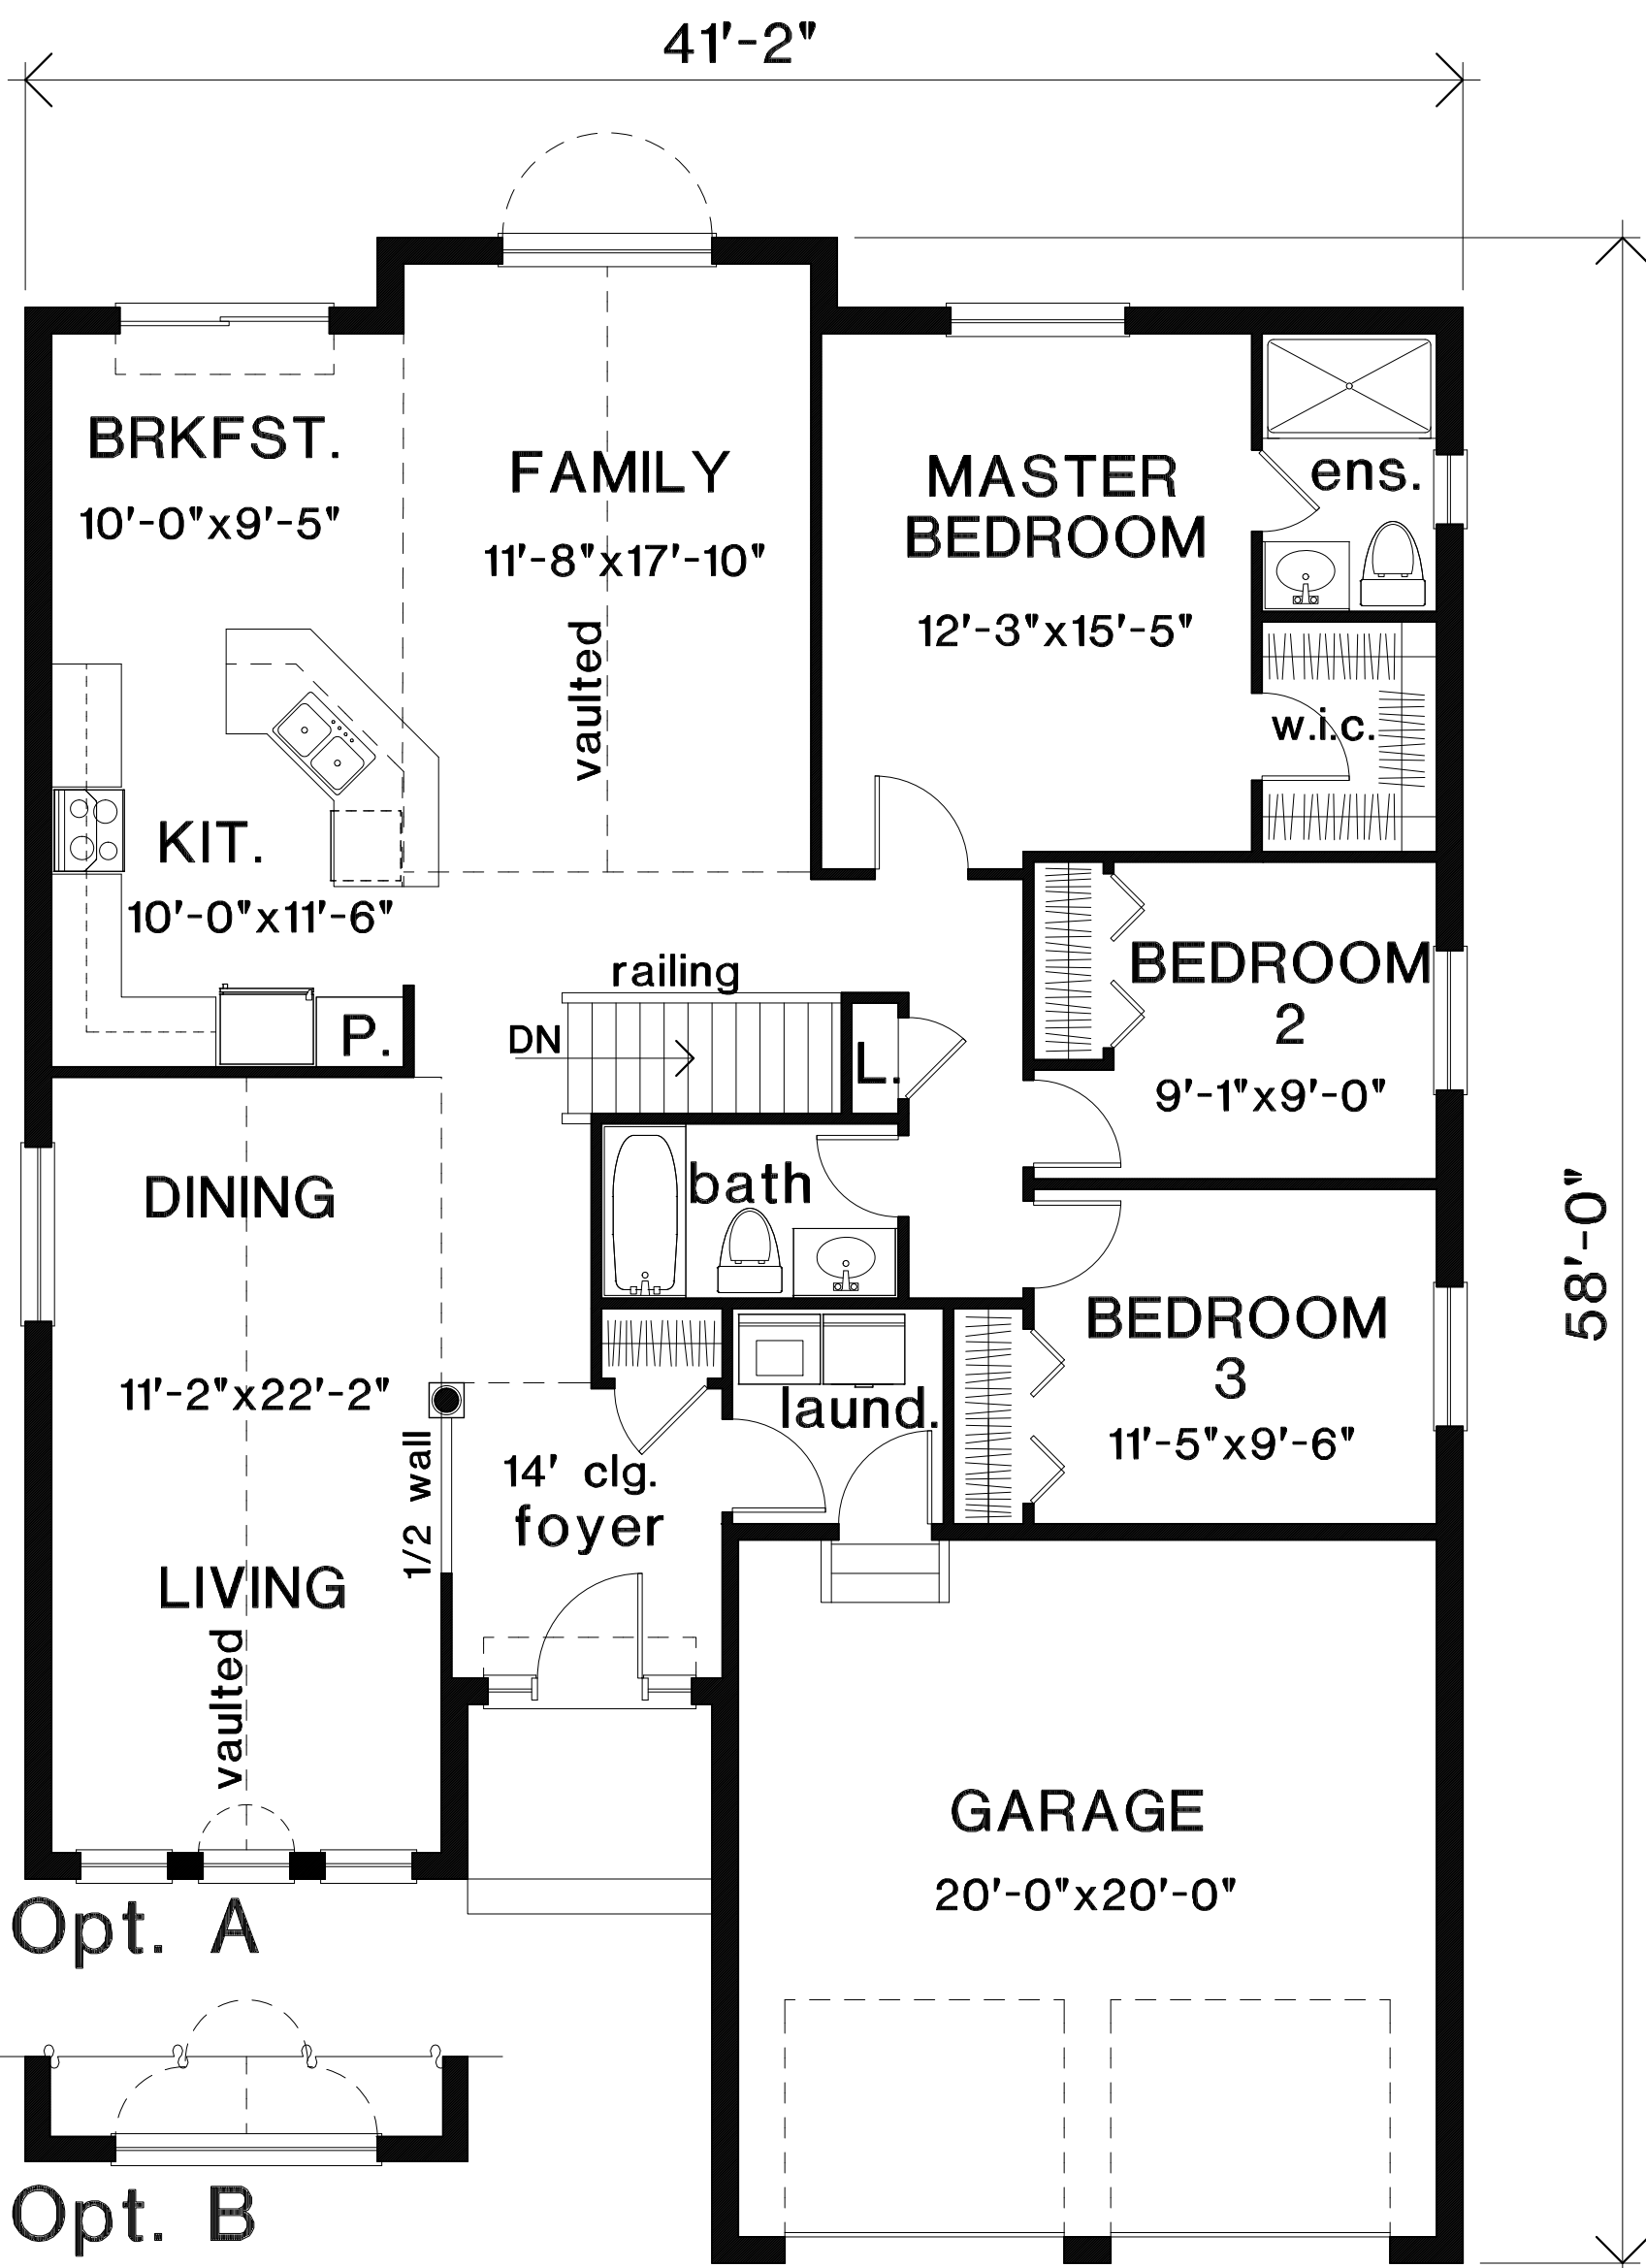 41'-2"
BRKFST.
10'-0"x9'-5"
FAMILY
11'-8"x17'-10"
vaulted
MASTER
BEDROOM
12'-3"x15'-5"
ens.
w.i.c.
KIT.
10'-0"x11'-6"
P.
railing
DN
L.
BEDROOM
2
9'-1"x9'-0"
58'-0"
DINING
bath
11'-2"x22'-2"
BEDROOM
3
11'-5"x9'-6"
laund.
1/2 wall
14' clg.
foyer
LIVING
vaulted
GARAGE
20'-0"x20'-0"
Opt. A
Opt. B